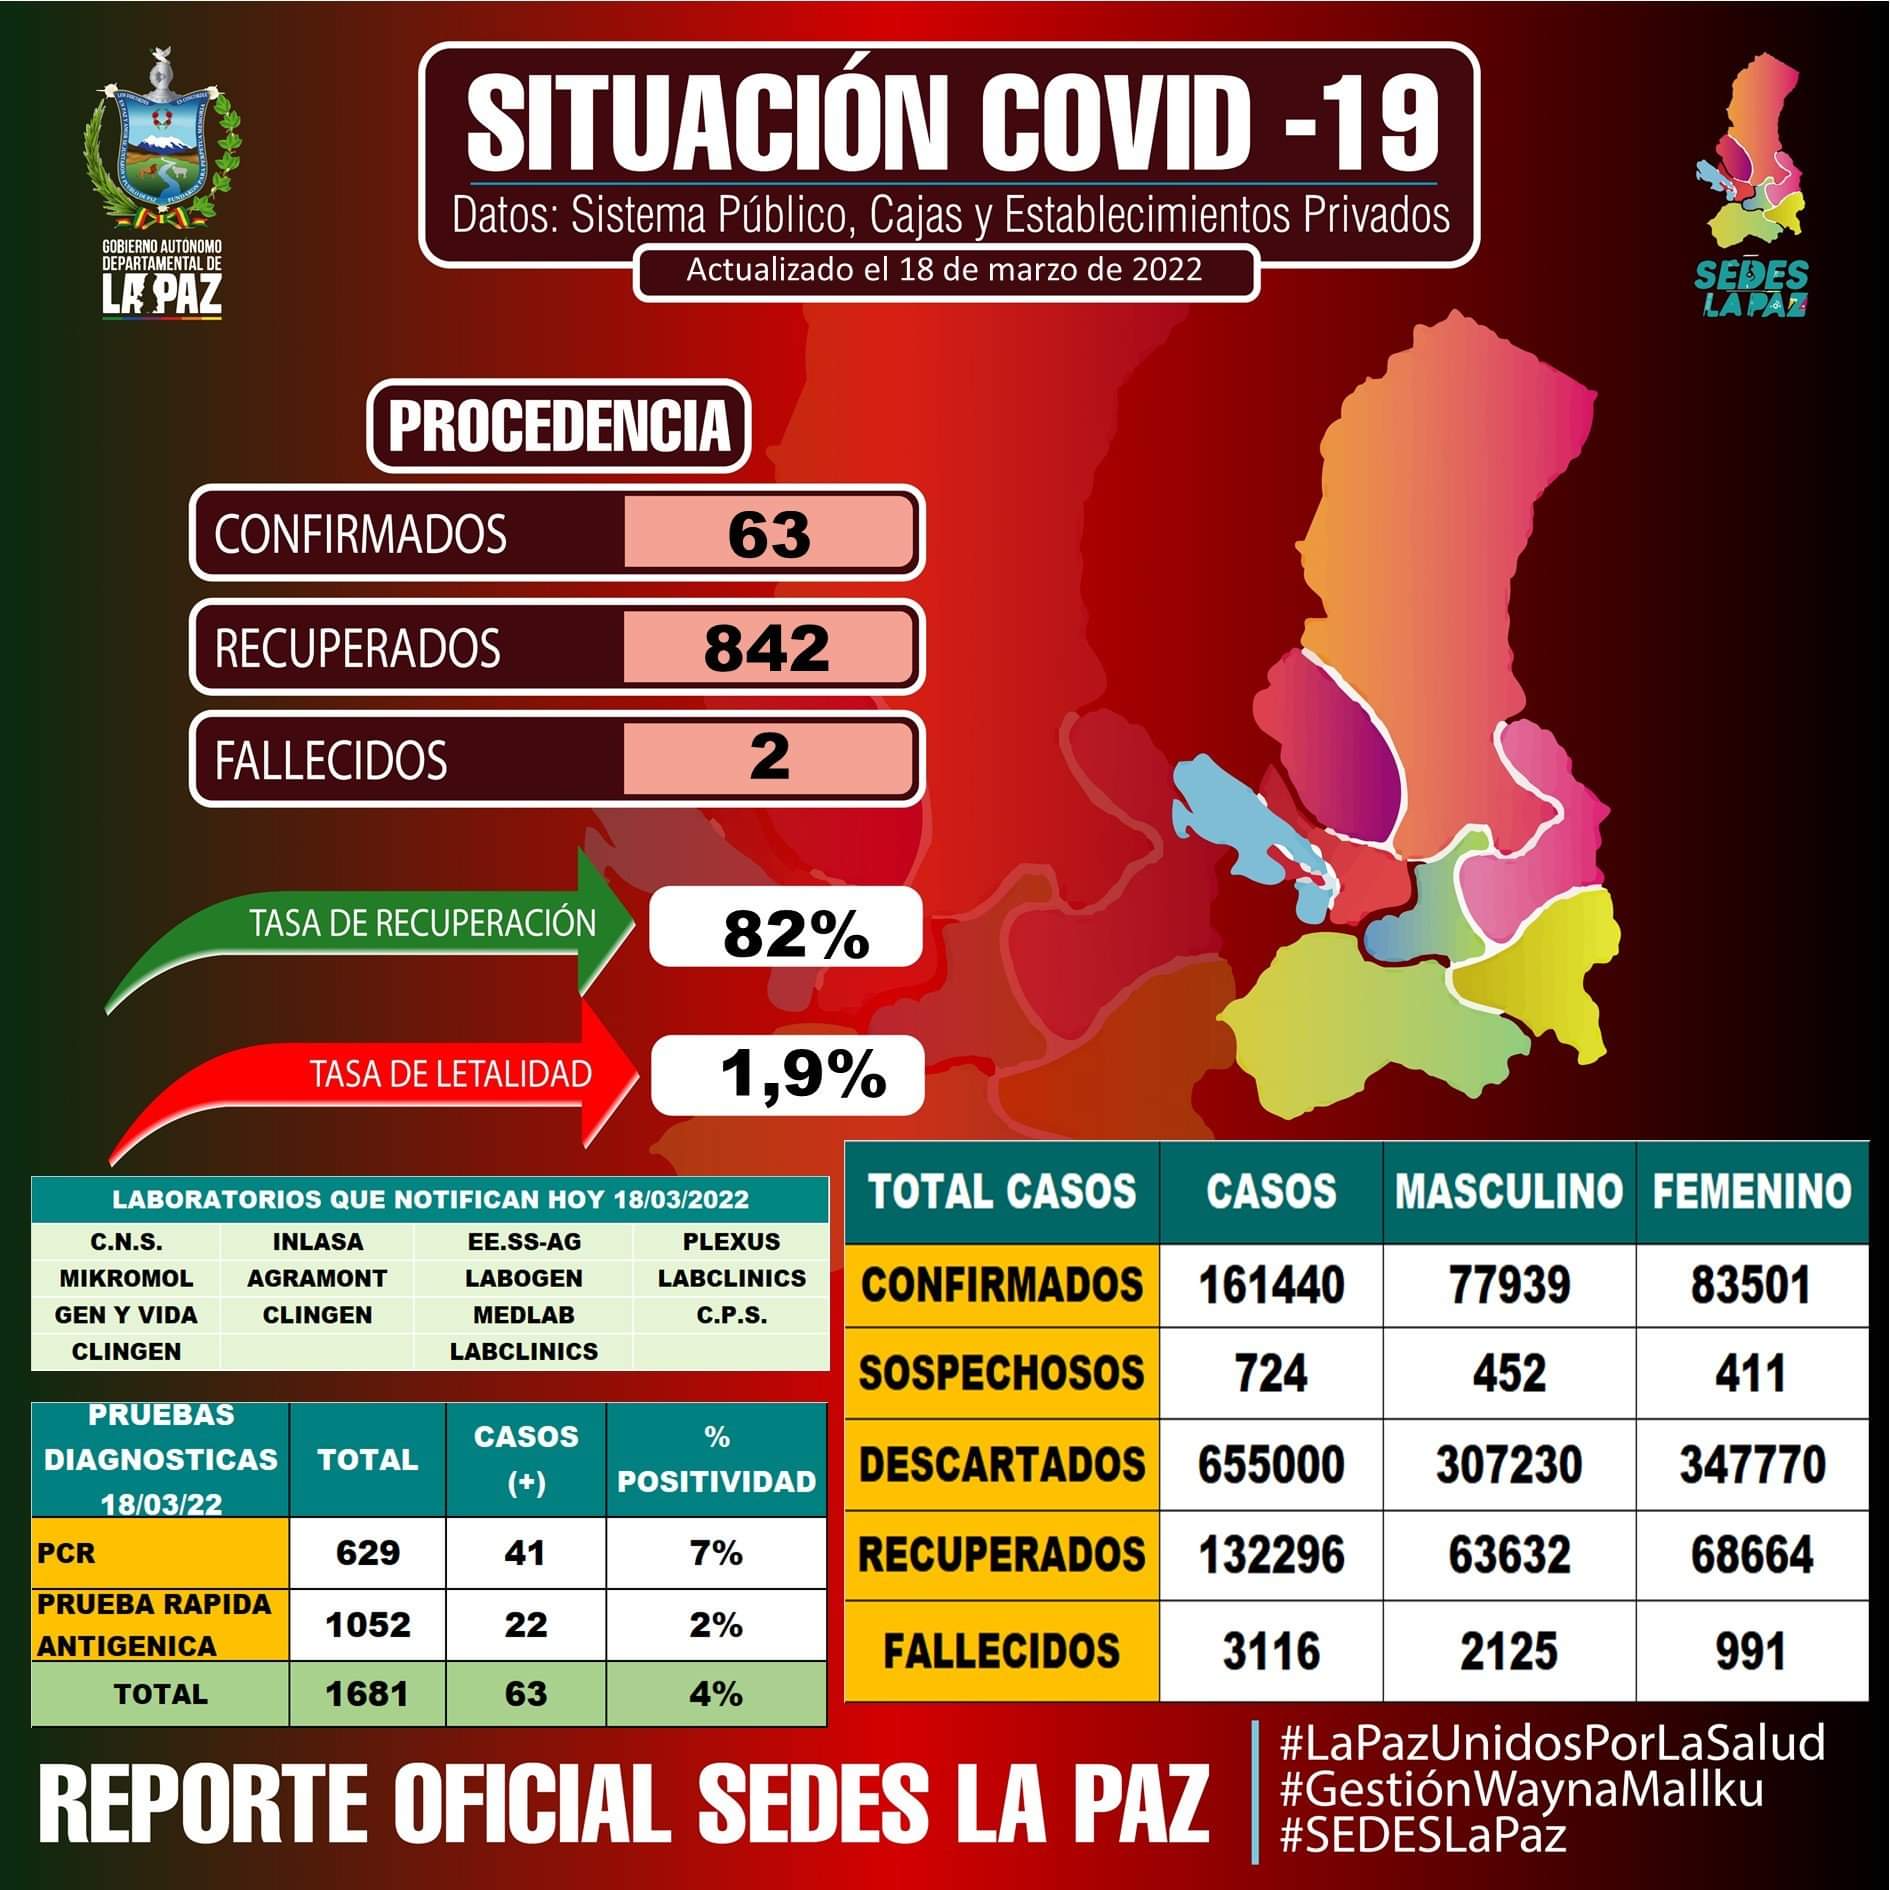 SITUACIÓN COVID -19
Datos: Sistema Público, Cajas y Establecimientos Privados
Actualizado el 18 de marzo de 2022
GOBIERNO AUTÓNOMO
DEPARTAMENTAL DE
LA PAZ
SEDES
LA PAZ
PROCEDENCIA
CONFIRMADOS 63
RECUPERADOS 842
FALLECIDOS 2
TASA DE RECUPERACIÓN 82%
TASA DE LETALIDAD 1,9%
LABORATORIOS QUE NOTIFICAN HOY 18/03/2022
C.N.S. INLASA EE.SS-AG PLEXUS
MIKROMOL AGRAMONT LABOGEN LABCLINICS
GEN Y VIDA CLINGEN MEDLAB C.P.S.
CLINGEN LABCLINICS
PRUEBAS
DIAGNOSTICAS
18/03/22
TOTAL
CASOS
(+)
%
POSITIVIDAD
PCR 629 41 7%
PRUEBA RAPIDA
ANTIGENICA
1052 22 2%
TOTAL 1681 63 4%
TOTAL CASOS CASOS MASCULINO FEMENINO
CONFIRMADOS 161440 77939 83501
SOSPECHOSOS 724 452 411
DESCARTADOS 655000 307230 347770
RECUPERADOS 132296 63632 68664
FALLECIDOS 3116 2125 991
REPORTE OFICIAL SEDES LA PAZ
#LaPazUnidosPorLaSalud
#GestiónWaynaMallku
#SEDESLaPaz